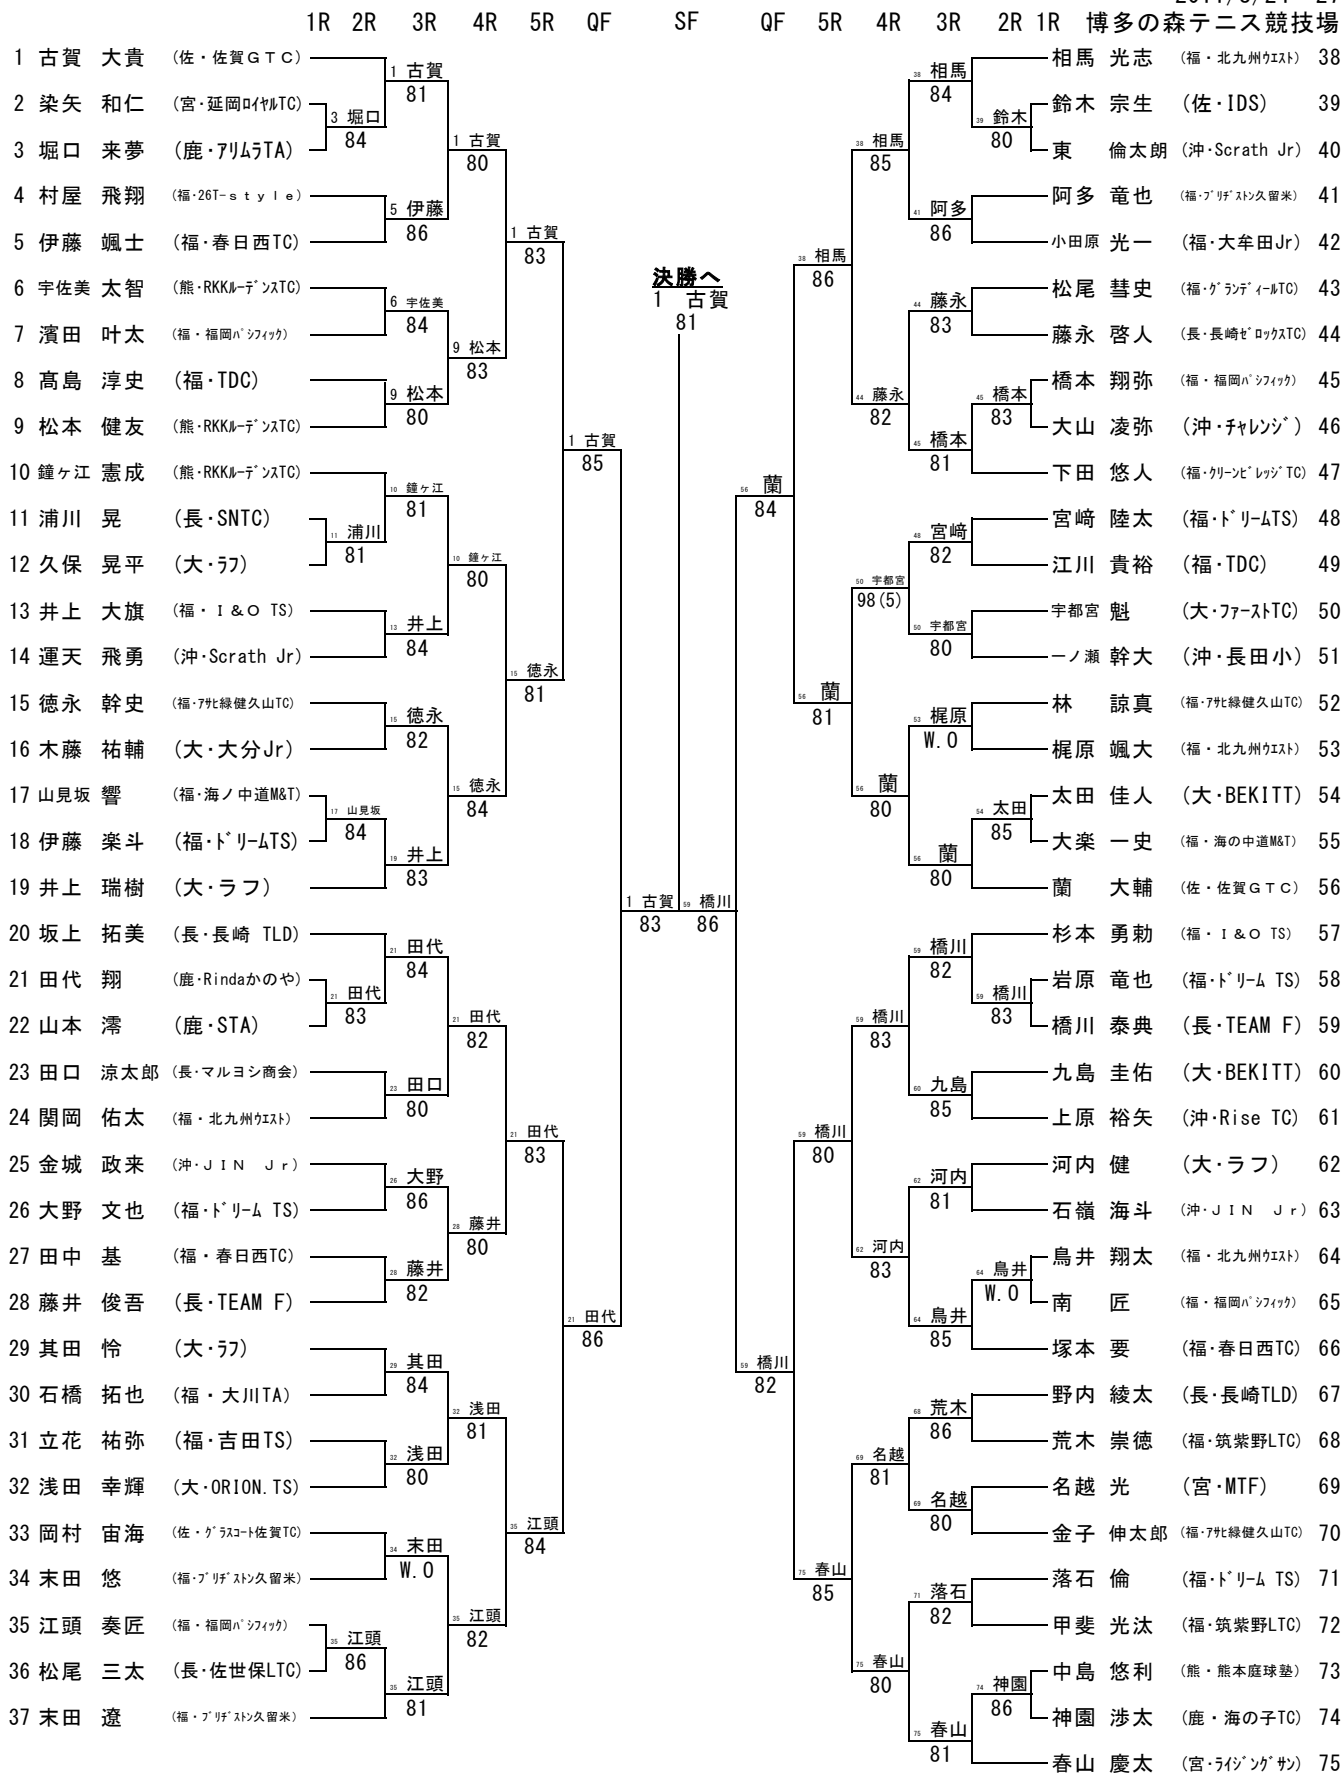 1R 2R 3R 4R 5R QF SF QF 5R 4R 3R 2R 1R 博多の森テニス競技場
1 古賀 大貴 (佐・佐賀GTC)
2 染矢 和仁 (宮・延岡ﾛｲﾔﾙTC)
3 堀口 来夢 (鹿・ｱﾘﾑﾗTA)
4 村屋 飛翔 (福・26T-style)
5 伊藤 颯士 (福・春日西TC)
6 宇佐美 太智 (熊・RKKﾙｰﾃﾞﾝｽTC)
7 濱田 叶太 (福・福岡ﾊﾟｼﾌｨｯｸ)
8 髙島 淳史 (福・TDC)
9 松本 健友 (熊・RKKﾙｰﾃﾞﾝｽTC)
10 鐘ヶ江 憲成 (熊・RKKﾙｰﾃﾞﾝｽTC)
11 浦川 晃 (長・SNTC)
12 久保 晃平 (大・ﾗﾌ)
13 井上 大旗 (福・I&O TS)
14 運天 飛勇 (沖・Scrath Jr)
15 徳永 幹史 (福・ｱｻﾋ緑健久山TC)
16 木藤 祐輔 (大・大分Jr)
17 山見坂 響 (福・海ノ中道M&T)
18 伊藤 楽斗 (福・ﾄﾞﾘｰﾑTS)
19 井上 瑞樹 (大・ラフ)
20 坂上 拓美 (長・長崎 TLD)
21 田代 翔 (鹿・Rindaかのや)
22 山本 澪 (鹿・STA)
23 田口 涼太郎 (長・マルヨシ商会)
24 関岡 佑太 (福・北九州ｳｴｽﾄ)
25 金城 政来 (沖・JIN Jr)
26 大野 文也 (福・ﾄﾞﾘｰﾑ TS)
27 田中 基 (福・春日西TC)
28 藤井 俊吾 (長・TEAM F)
29 其田 怜 (大・ﾗﾌ)
30 石橋 拓也 (福・大川TA)
31 立花 祐弥 (福・吉田TS)
32 浅田 幸輝 (大・ORION.TS)
33 岡村 宙海 (佐・ｸﾞﾗｽｺｰﾄ佐賀TC)
34 末田 悠 (福・ﾌﾞﾘﾁﾞｽﾄﾝ久留米)
35 江頭 奏匠 (福・福岡ﾊﾟｼﾌｨｯｸ)
36 松尾 三太 (長・佐世保LTC)
37 末田 遼 (福・ﾌﾞﾘﾁﾞｽﾄﾝ久留米)
3 堀口
84
11 浦川
81
17 山見坂
84
21 田代
83
35 江頭
86
1 古賀
81
5 伊藤
86
6 宇佐美
84
9 松本
80
10 鐘ヶ江
81
13 井上
84
15 徳永
82
19 井上
83
21 田代
84
23 田口
80
26 大野
86
28 藤井
82
29 其田
84
32 浅田
80
34 末田
W.O
35 江頭
81
1 古賀
80
9 松本
83
10 鐘ヶ江
80
15 徳永
84
21 田代
82
28 藤井
80
32 浅田
81
35 江頭
82
1 古賀
83
15 徳永
81
21 田代
83
35 江頭
84
1 古賀
85
21 田代
86
1 古賀
83
決勝へ
1 古賀
81
59 橋川
86
56 蘭
84
59 橋川
82
38 相馬
86
56 蘭
81
59 橋川
80
75 春山
85
38 相馬
85
44 藤永
82
50 宇都宮
98(5)
56 蘭
80
59 橋川
83
62 河内
83
69 名越
81
75 春山
80
38 相馬
84
41 阿多
86
44 藤永
83
45 橋本
81
48 宮﨑
82
50 宇都宮
80
53 梶原
W.O
56 蘭
80
59 橋川
82
60 九島
85
62 河内
81
64 鳥井
85
68 荒木
86
69 名越
80
71 落石
82
75 春山
81
39 鈴木
80
45 橋本
83
54 太田
85
59 橋川
83
64 鳥井
W.O
74 神園
86
相馬 光志 (福・北九州ｳｴｽﾄ) 38
鈴木 宗生 (佐・IDS) 39
東 倫太朗 (沖・Scrath Jr) 40
阿多 竜也 (福・ﾌﾞﾘﾁﾞｽﾄﾝ久留米) 41
小田原 光一 (福・大牟田Jr) 42
松尾 彗史 (福・ｸﾞﾗﾝﾃﾞｨｰﾙTC) 43
藤永 啓人 (長・長崎ｾﾞﾛｯｸｽTC) 44
橋本 翔弥 (福・福岡ﾊﾟｼﾌｨｯｸ) 45
大山 凌弥 (沖・ﾁｬﾚﾝｼﾞ) 46
下田 悠人 (福・ｸﾘｰﾝﾋﾞﾚｯｼﾞTC) 47
宮﨑 陸太 (福・ﾄﾞﾘｰﾑTS) 48
江川 貴裕 (福・TDC) 49
宇都宮 魁 (大・ﾌｧｰｽﾄTC) 50
一ノ瀬 幹大 (沖・長田小) 51
林 諒真 (福・ｱｻﾋ緑健久山TC) 52
梶原 颯大 (福・北九州ｳｴｽﾄ) 53
太田 佳人 (大・BEKITT) 54
大楽 一史 (福・海の中道M&T) 55
蘭 大輔 (佐・佐賀GTC) 56
杉本 勇勅 (福・I&O TS) 57
岩原 竜也 (福・ﾄﾞﾘｰﾑ TS) 58
橋川 泰典 (長・TEAM F) 59
九島 圭佑 (大・BEKITT) 60
上原 裕矢 (沖・Rise TC) 61
河内 健 (大・ラフ) 62
石嶺 海斗 (沖・JIN Jr) 63
鳥井 翔太 (福・北九州ｳｴｽﾄ) 64
南 匠 (福・福岡ﾊﾟｼﾌｨｯｸ) 65
塚本 要 (福・春日西TC) 66
野内 綾太 (長・長崎TLD) 67
荒木 崇徳 (福・筑紫野LTC) 68
名越 光 (宮・MTF) 69
金子 伸太郎 (福・ｱｻﾋ緑健久山TC) 70
落石 倫 (福・ﾄﾞﾘｰﾑ TS) 71
甲斐 光汰 (福・筑紫野LTC) 72
中島 悠利 (熊・熊本庭球塾) 73
神園 渉太 (鹿・海の子TC) 74
春山 慶太 (宮・ﾗｲｼﾞﾝｸﾞｻﾝ) 75